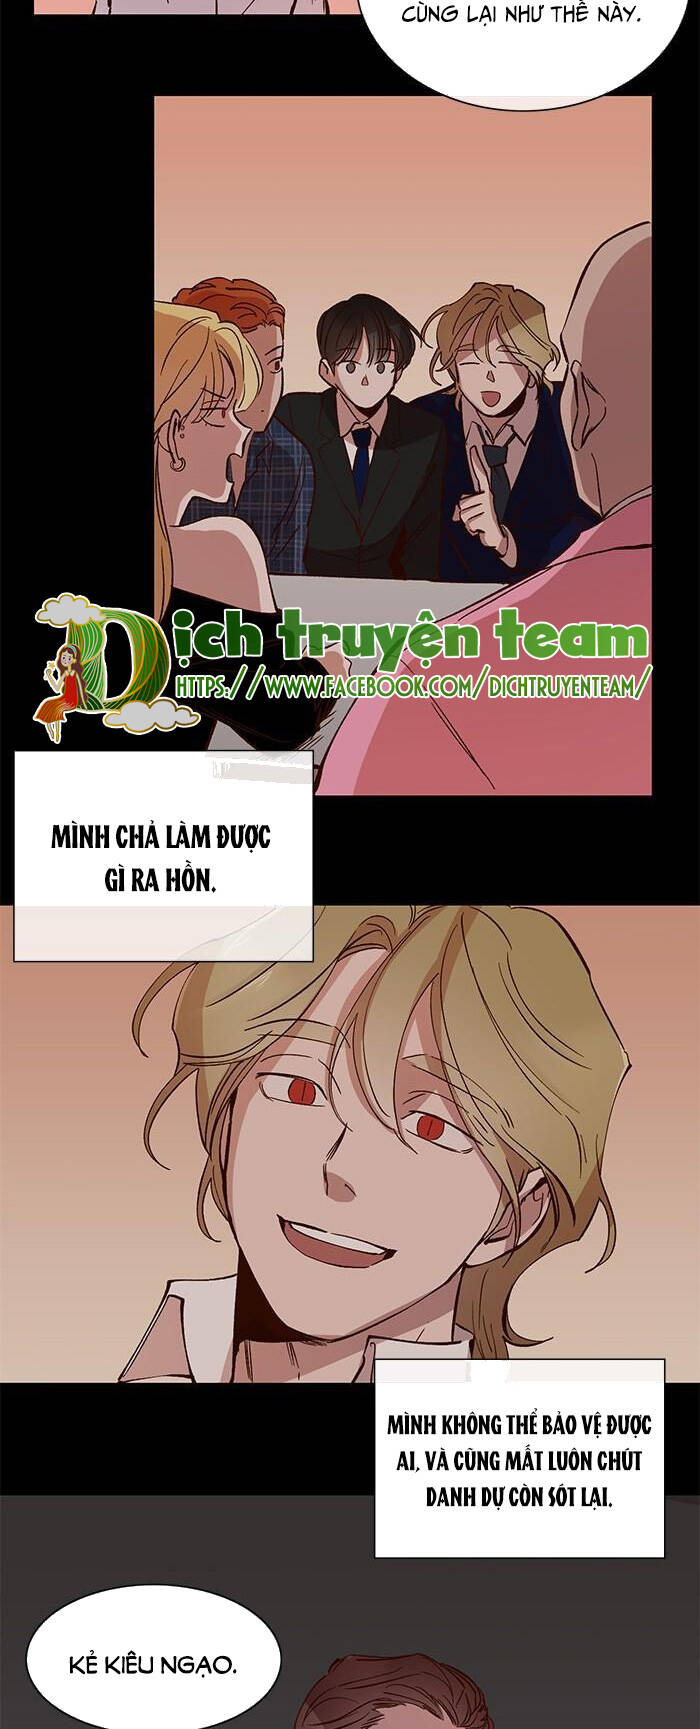 CÙNG LẠI NHƯ THẾ NÀY.
Dịch truyện team
HTTPS://WWW.FACEBOOK.COM/DICHTRUYENTEAM/
MÌNH CHẢ LÀM ĐƯỢC
GÌ RA HỒN.
MÌNH KHÔNG THỂ BẢO VỆ ĐƯỢC
AI, VÀ CŨNG MẤT LUÔN CHÚT
DANH DỰ CÒN SÓT LẠI.
KẺ KIÊU NGẠO.